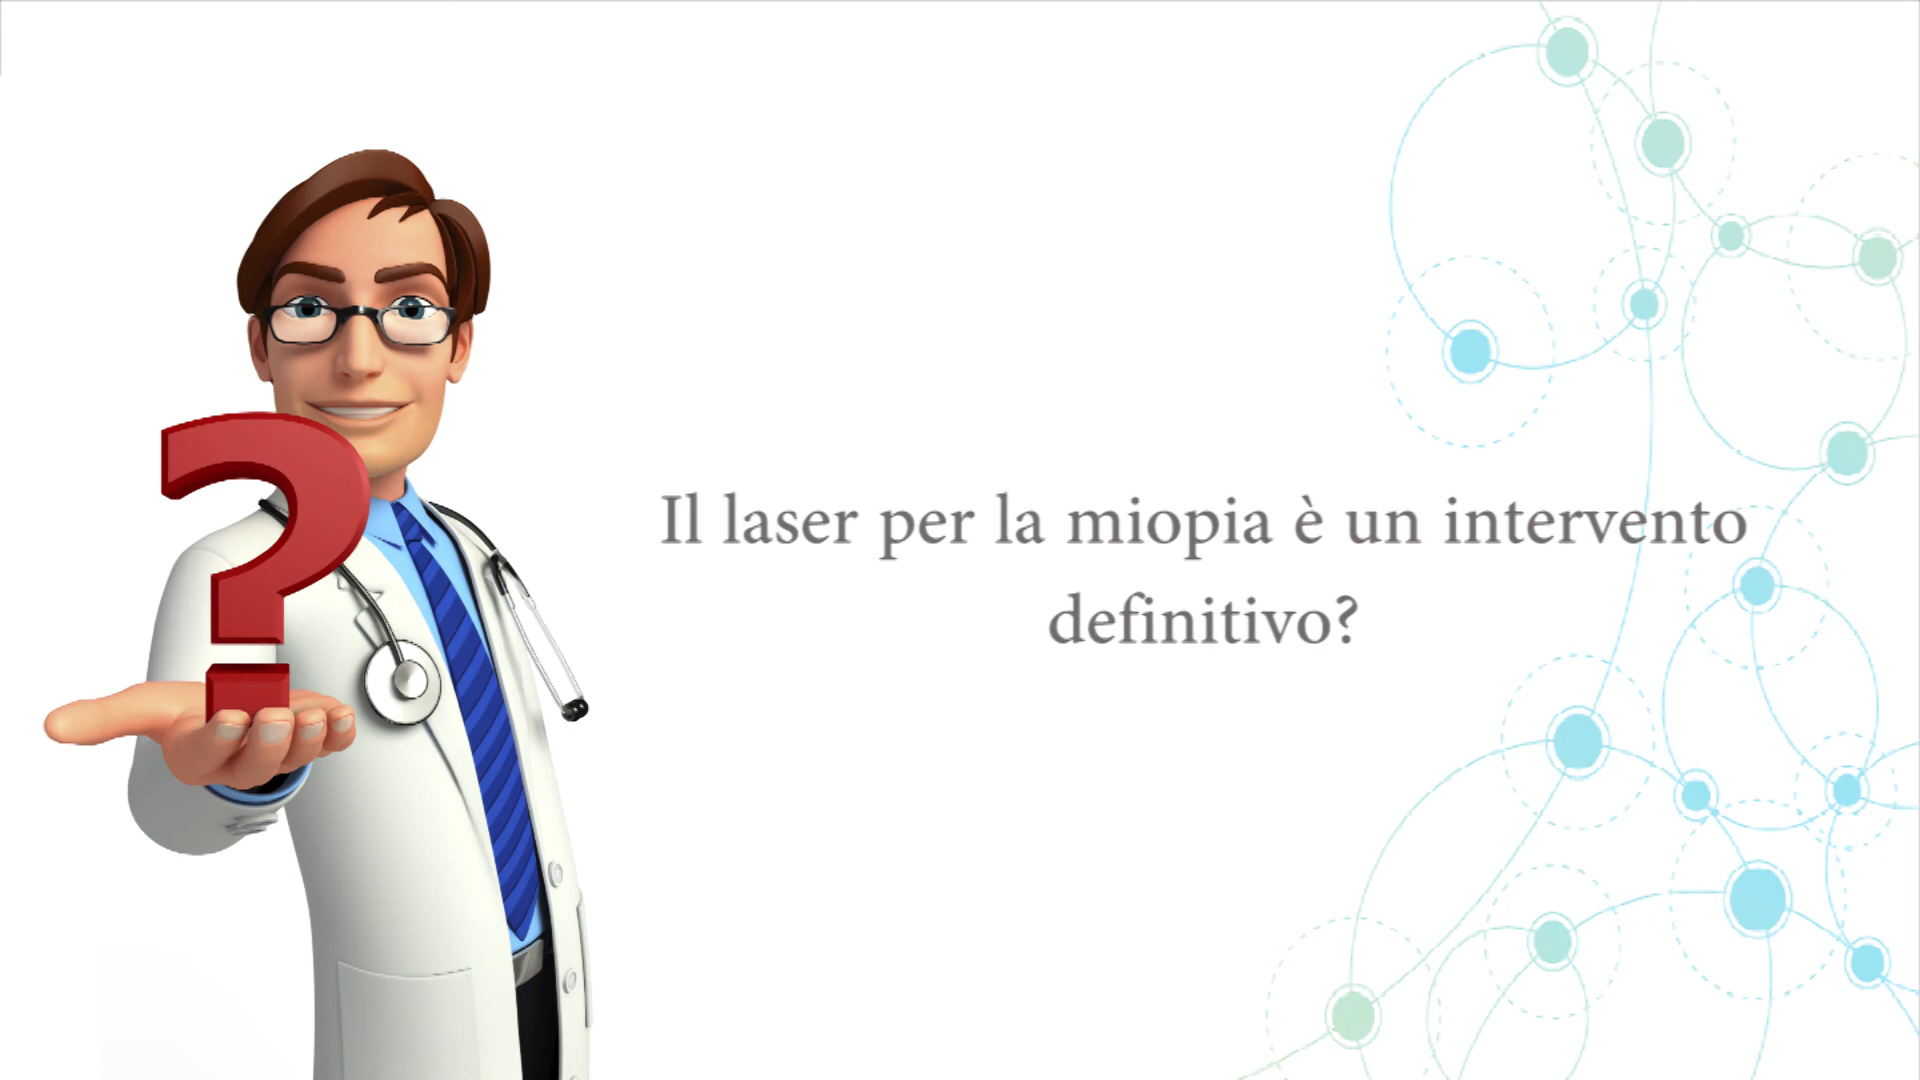 Il laser per la miopia è un intervento
definitivo?